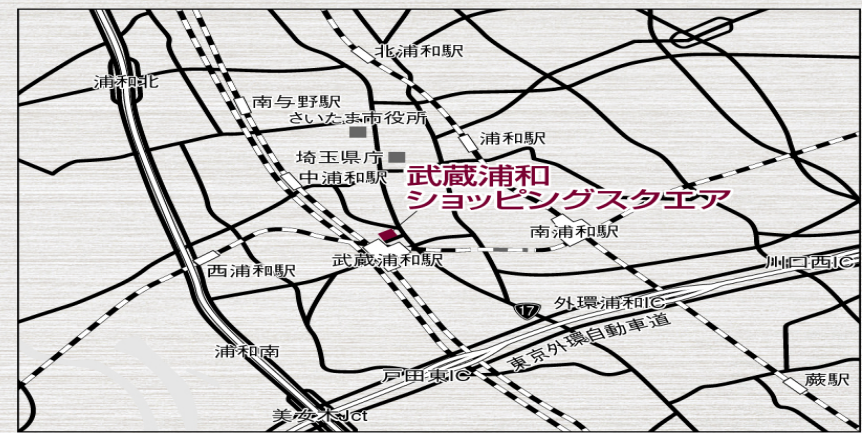 北浦和駅
浦和北
南与野駅
さいたま市役所
浦和駅
埼玉県庁
中浦和駅
武蔵浦和
ショッピングスクエア
南浦和駅
武蔵浦和駅
西浦和駅
川口西IC
外環浦和IC
17
東京外環自動車道
浦和南
戸田東IC
蕨駅
美女木Jct